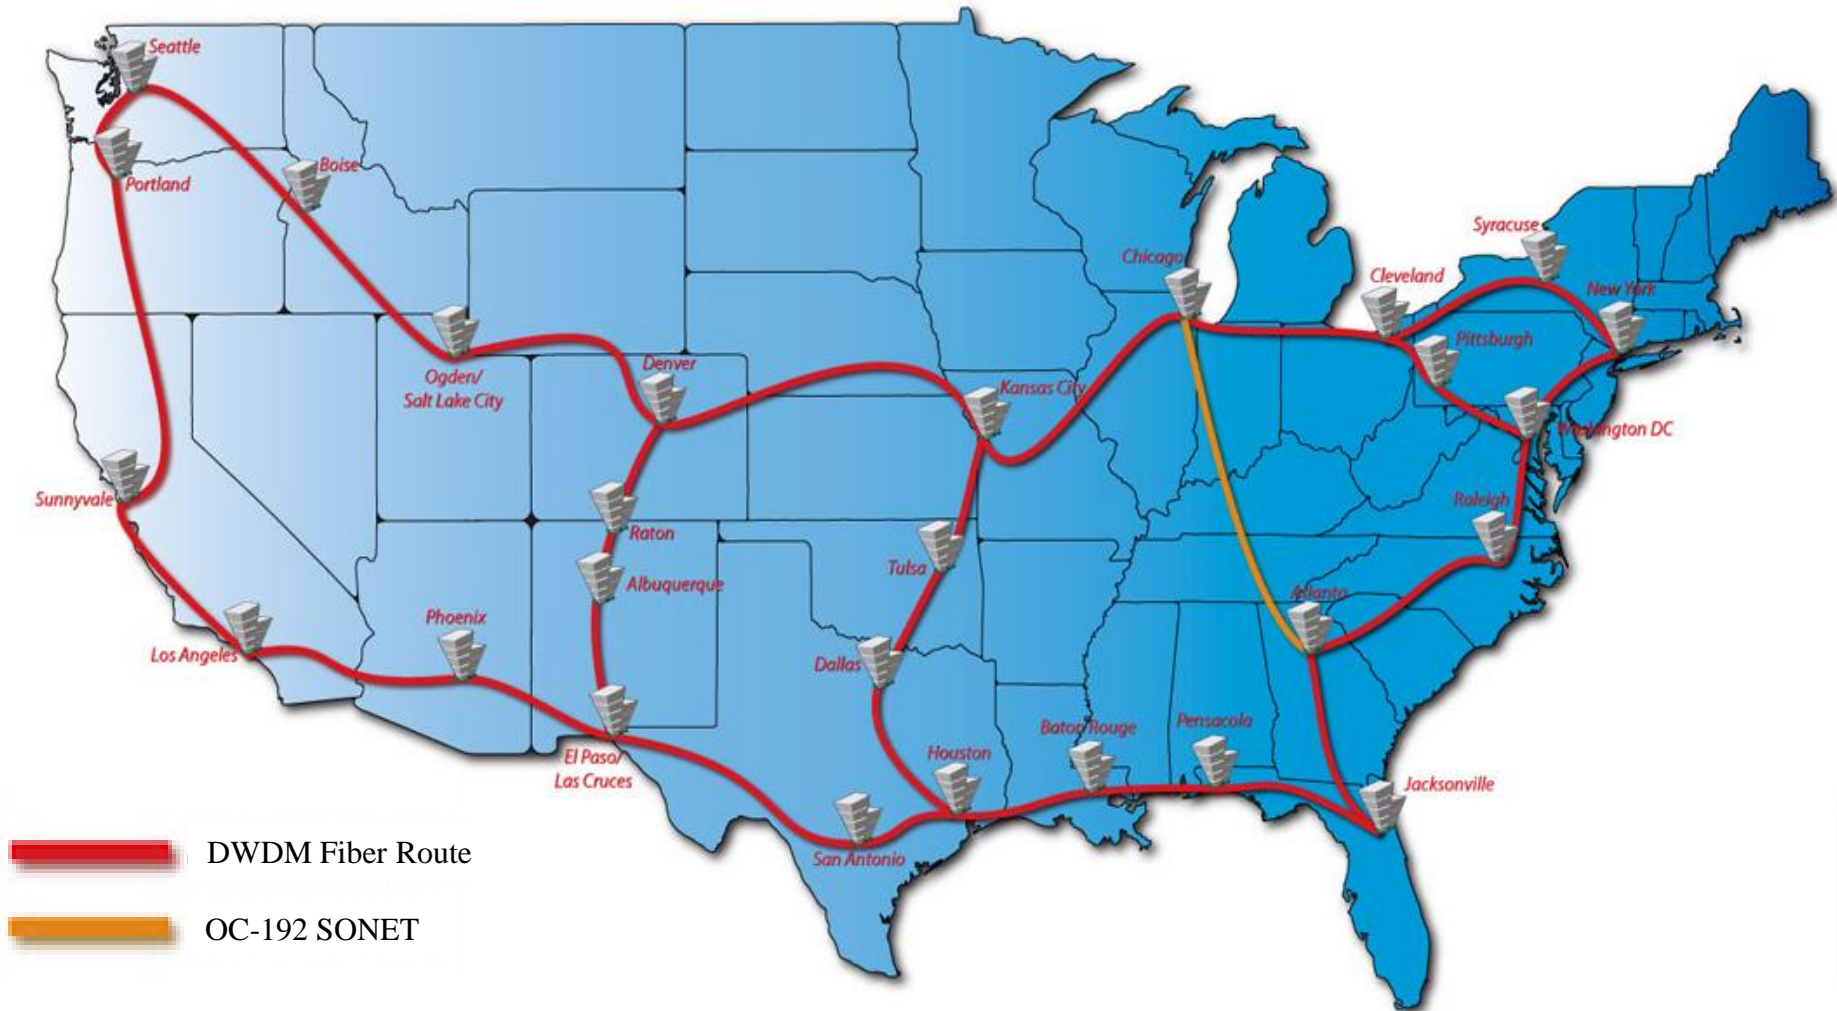 Seattle
Boise
Portland
Syracuse
Chicago
Cleveland
New York
Pittsburgh
Denver
Ogden/
Salt Lake City
Kansas City
Washington DC
Sunnyvale
Raleigh
Raton
Tulsa
Albuquerque
Atlanta
Phoenix
Los Angeles
Dallas
Baton Rouge
Pensacola
Houston
El Paso/
Las Cruces
Jacksonville
San Antonio
DWDM Fiber Route
OC-192 SONET